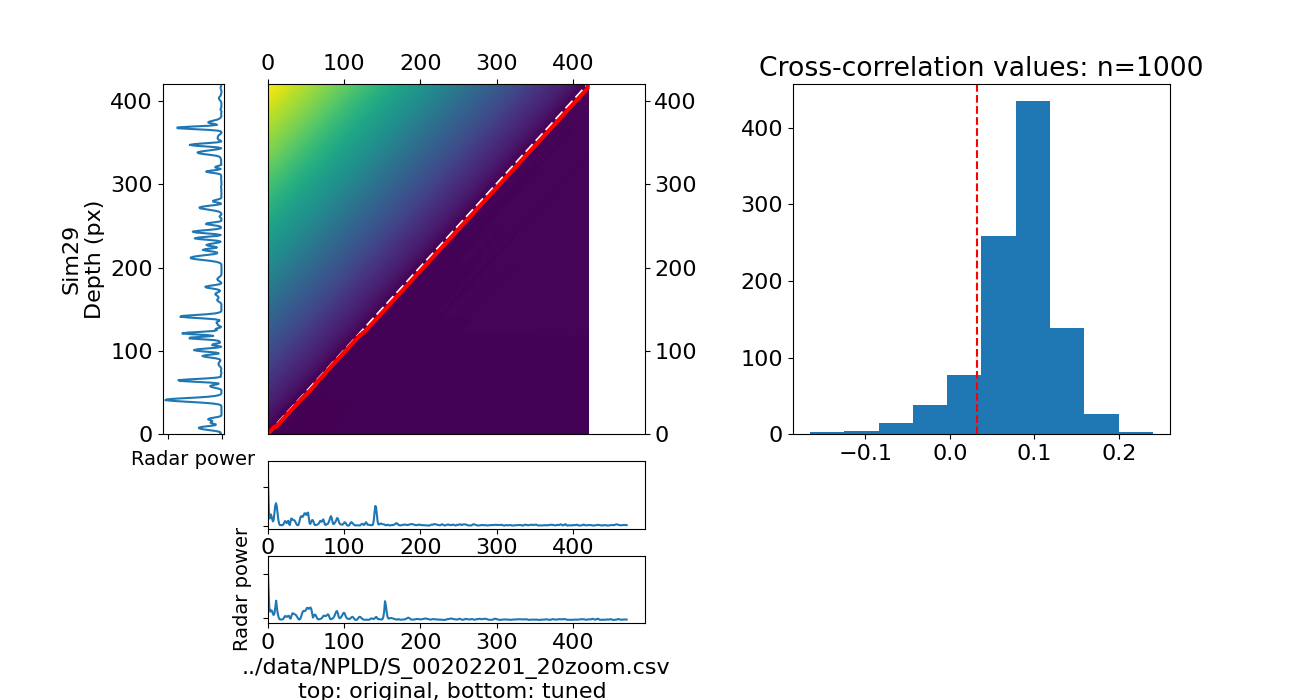 Cross-correlation values: n=1000
0 100 200 300 400
400
300
200
100
0
Sim29
Depth (px)
Radar power
400
300
200
100
0
400
300
200
100
0
−0.1 0.0 0.1 0.2
0 100 200 300 400
Radar power
0 100 200 300 400
../data/NPLD/S_00202201_20zoom.csv
top: original, bottom: tuned